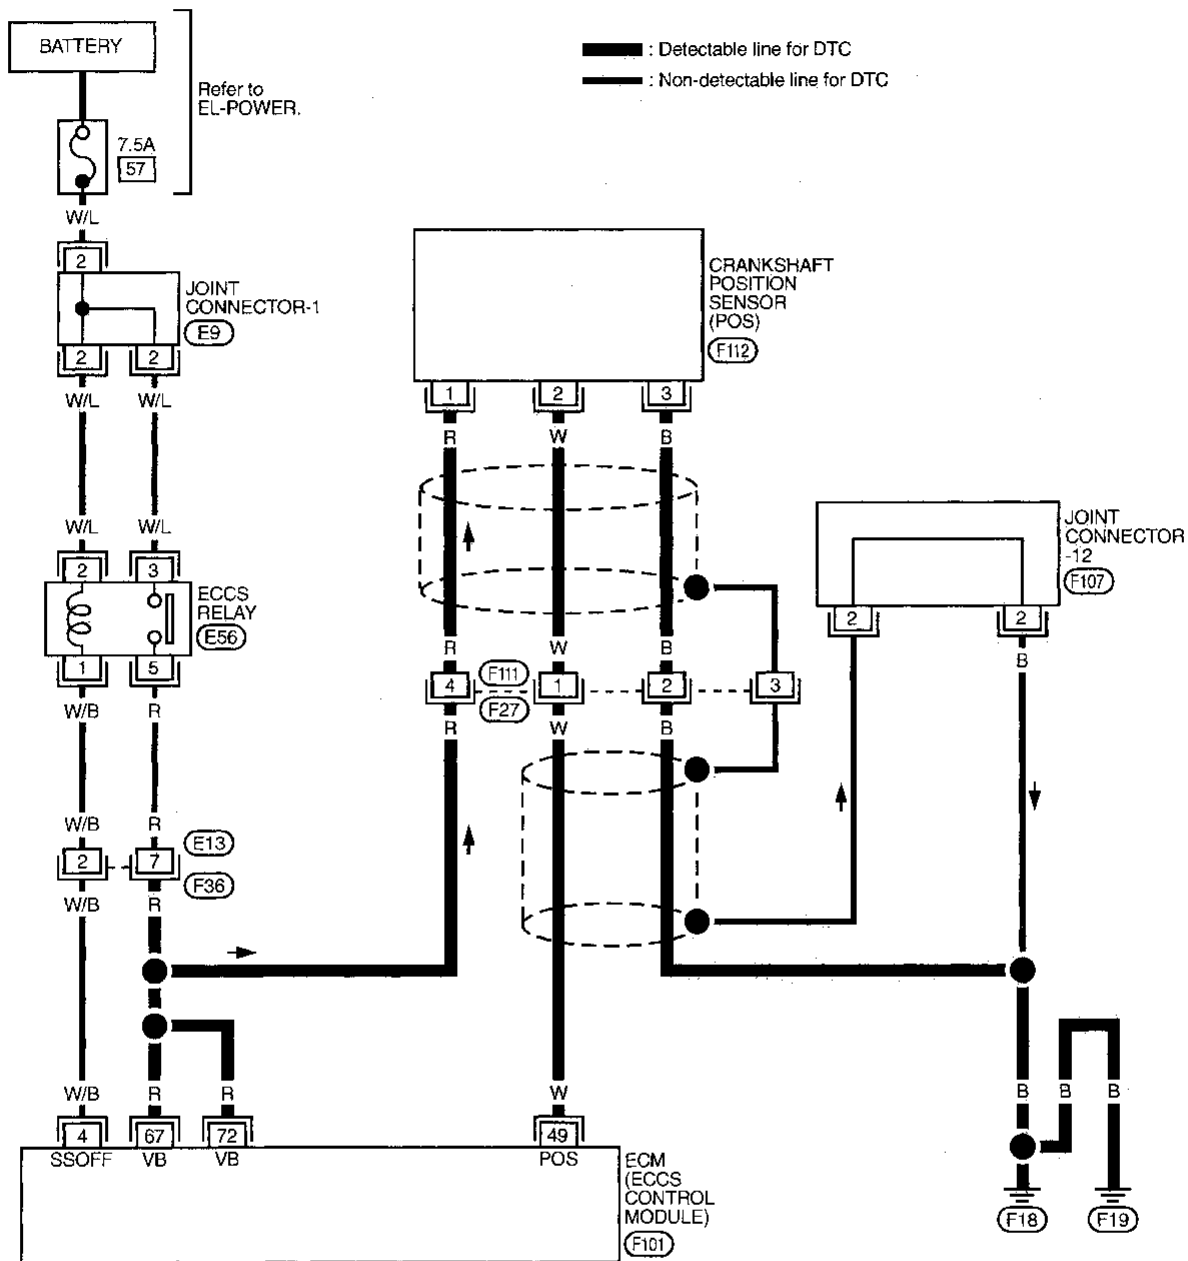 BATTERY
: Detectable line for DTC
: Non-detectable line for DTC
Refer to
EL-POWER.
7.5A
57
W/L
2
JOINT
CONNECTOR-1
E9
2 2
W/L W/L
CRANKSHAFT
POSITION
SENSOR
(POS)
F112
1 2 3
R W B
W/L W/L
2 3
ECCS
RELAY
E56
1 5
W/B R
JOINT
CONNECTOR
-12
F107
2 2
B
R W B
F111
4 1 2 3
F27
R W B
W/B R
E13
2 7
F36
W/B R
W/B R R W B B B
4 67 72 49
SSOFF VB VB POS
ECM
(ECCS
CONTROL
MODULE)
F101
F18 F19